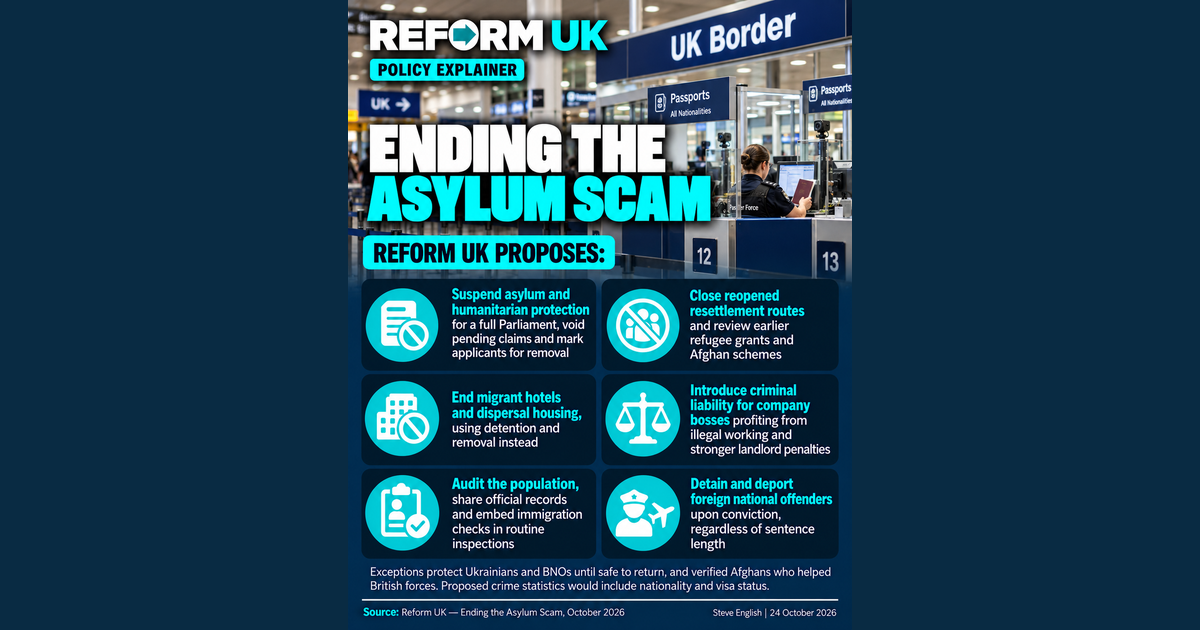 REFORM UK
POLICY EXPLAINER
UK Border
UK →
Passports
All Nationalities
Passports
All Nationalities
ENDING THE
ASYLUM SCAM
12
13
REFORM UK PROPOSES:
Suspend asylum and
humanitarian protection
for a full Parliament, void
pending claims and mark
applicants for removal
Close reopened
resettlement routes
and review earlier
refugee grants and
Afghan schemes
End migrant hotels
and dispersal housing,
using detention and
removal instead
Introduce criminal
liability for company
bosses profiting from
illegal working and
stronger landlord penalties
Audit the population,
share official records
and embed immigration
checks in routine
inspections
Detain and deport
foreign national offenders
upon conviction,
regardless of sentence
length
Exceptions protect Ukrainians and BNOs until safe to return, and verified Afghans who helped
British forces. Proposed crime statistics would include nationality and visa status.
Source: Reform UK — Ending the Asylum Scam, October 2026
Steve English | 24 October 2026